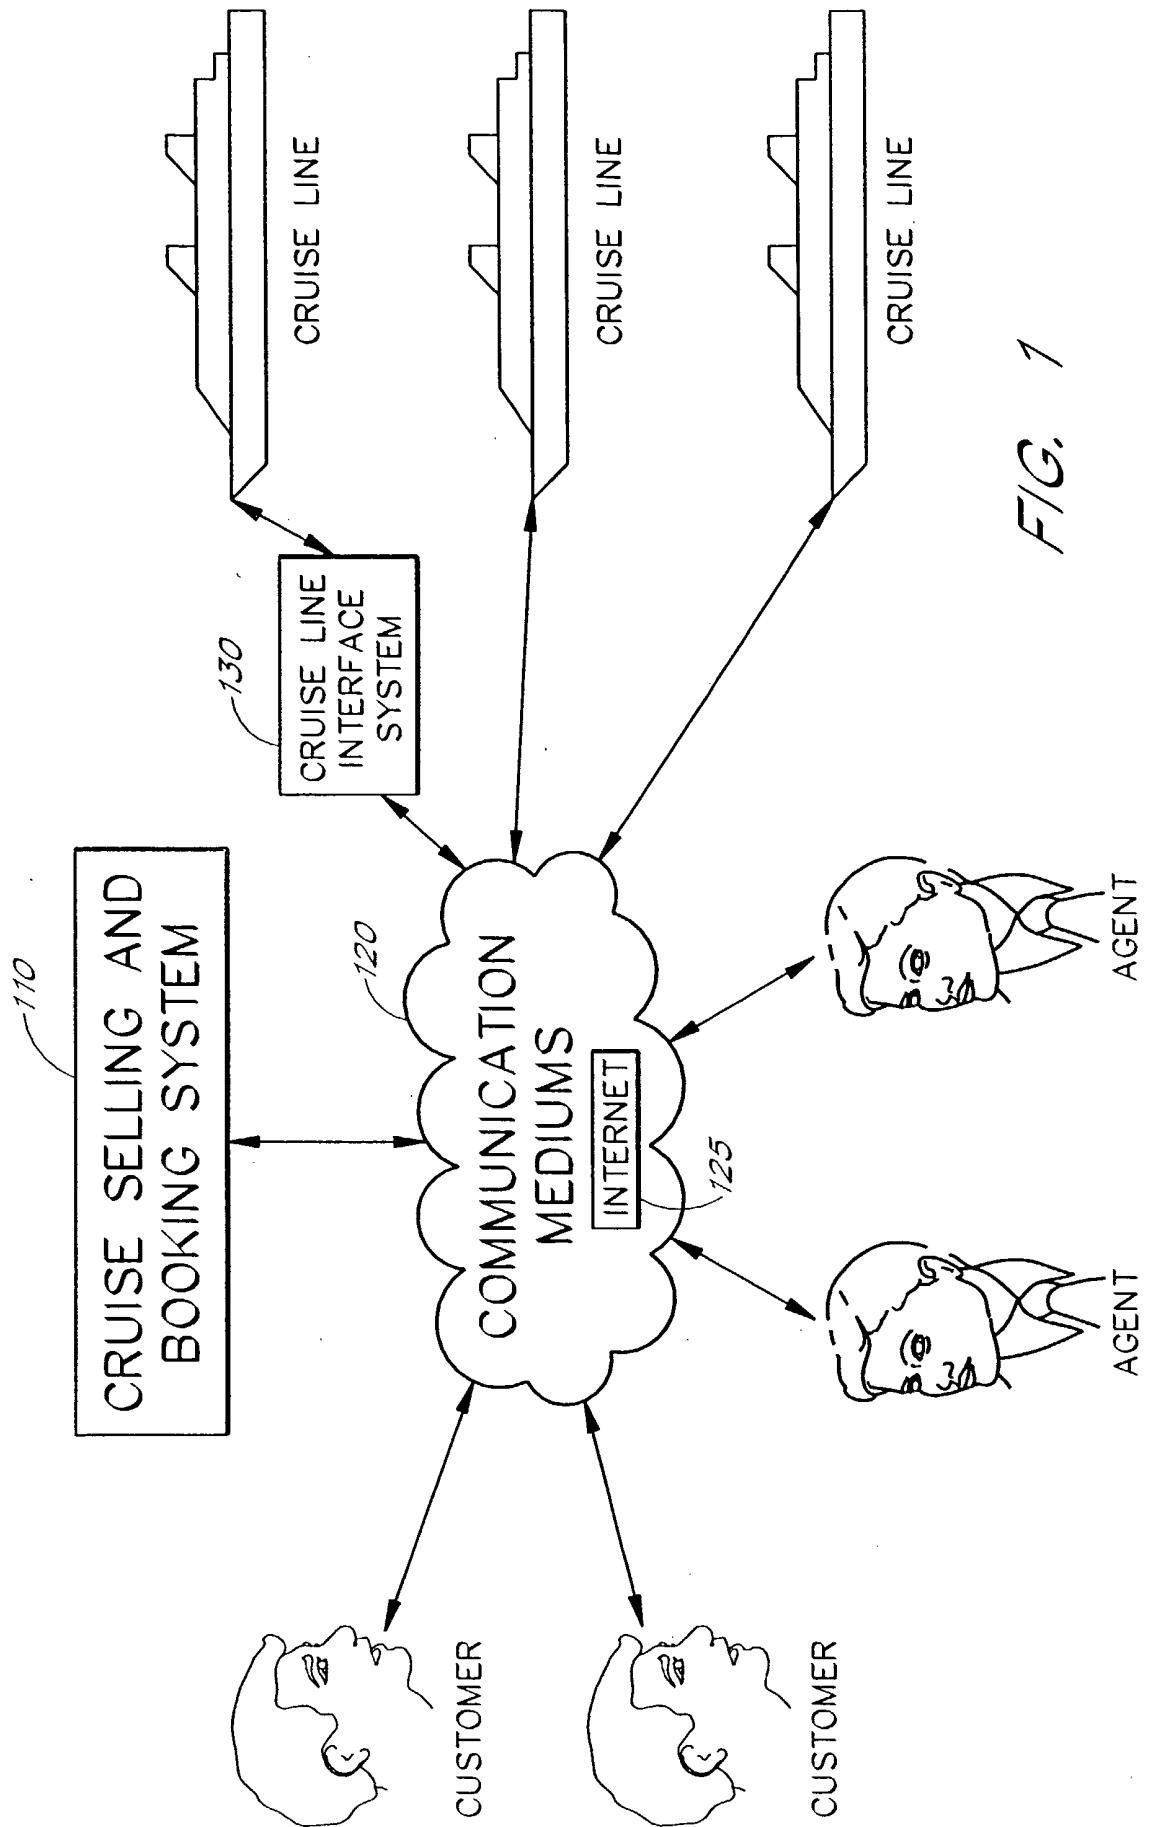 110
CRUISE SELLING AND
BOOKING SYSTEM
130
CRUISE LINE
INTERFACE
SYSTEM
CRUISE LINE
120
COMMUNICATION
MEDIUMS
INTERNET
125
CUSTOMER
CRUISE LINE
CUSTOMER
CRUISE LINE
AGENT
AGENT
FIG. 1